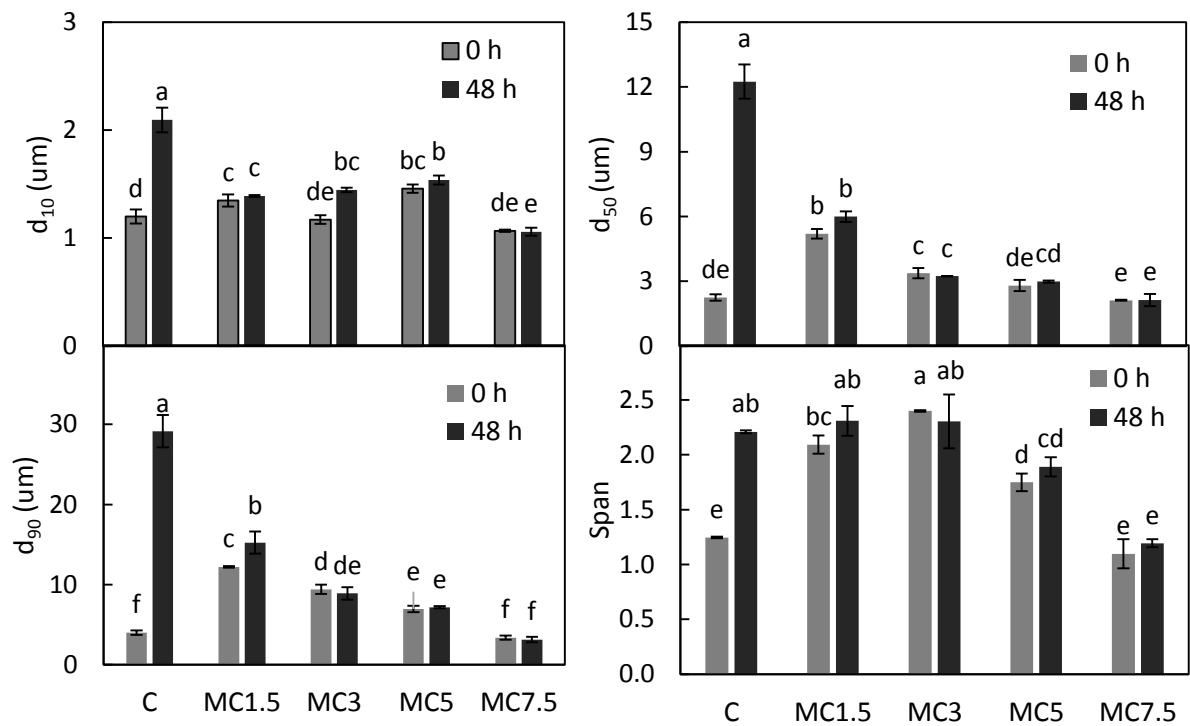 3
2
1
0
d10 (um)
0 h
48 h
d a c c de bc bc b de e
15
12
9
6
3
0
d50 (um)
0 h
48 h
de a b b c c de cd e e
30
20
10
0
d90 (um)
0 h
48 h
f a c b d de e e f f
C MC1.5 MC3 MC5 MC7.5
2.5
2.0
1.5
1.0
0.5
0.0
Span
0 h
48 h
e ab bc ab a ab d cd e e
C MC1.5 MC3 MC5 MC7.5